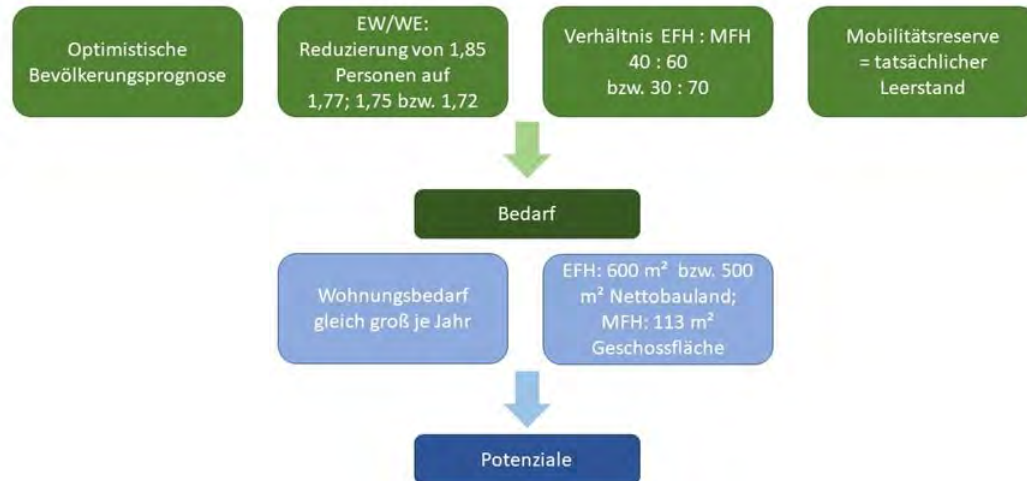 Optimistische
Bevölkerungsprognose
EW/WE:
Reduzierung von 1,85
Personen auf
1,77; 1,75 bzw. 1,72
Verhältnis EFH : MFH
40 : 60
bzw. 30 : 70
Mobilitätsreserve
= tatsächlicher
Leerstand
Bedarf
Wohnungsbedarf
gleich groß je Jahr
EFH: 600 m² bzw. 500
m² Nettobauland;
MFH: 113 m²
Geschossfläche
Potenziale